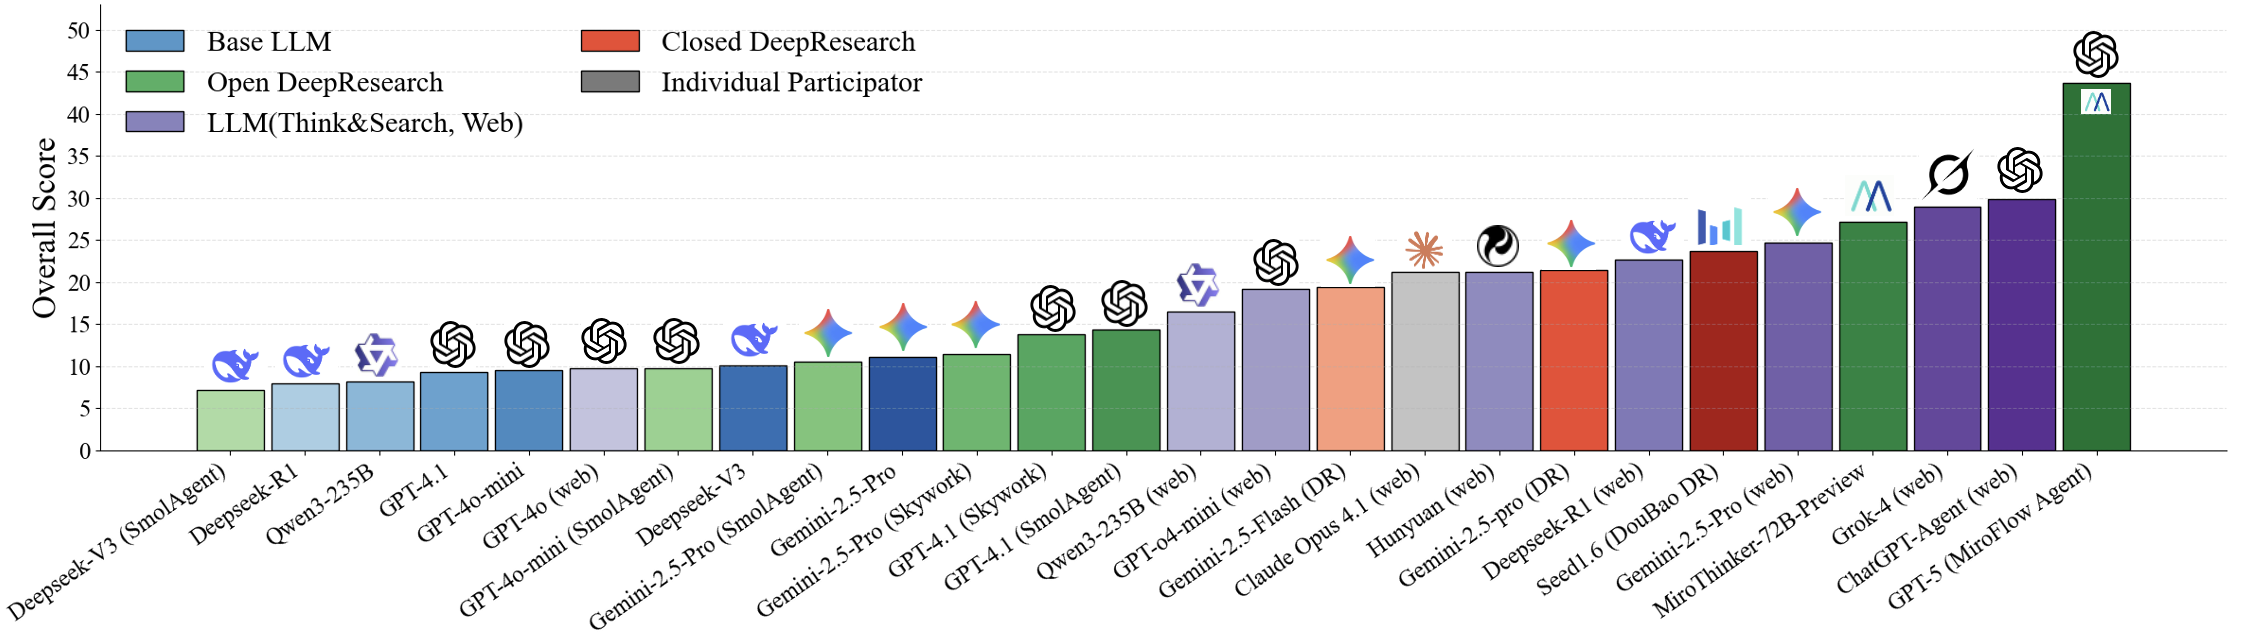 Overall Score
50
45
40
35
30
25
20
15
10
5
0
Base LLM
Open DeepResearch
LLM(Think&Search, Web)
Closed DeepResearch
Individual Participator
Deepseek-V3 (SmolAgent)
Deepseek-R1
Qwen3-235B
GPT-4.1
GPT-4o-mini
GPT-4o (web)
GPT-4o-mini (SmolAgent)
Deepseek-V3
Gemini-2.5-Pro (SmolAgent)
Gemini-2.5-Pro
Gemini-2.5-Pro (Skywork)
GPT-4.1 (Skywork)
GPT-4.1 (SmolAgent)
Qwen3-235B (web)
GPT-o4-mini (web)
Gemini-2.5-Flash (DR)
Claude Opus 4.1 (web)
Hunyuan (web)
Gemini-2.5-pro (DR)
Deepseek-R1 (web)
Seed1.6 (DouBao DR)
Gemini-2.5-Pro (web)
MiroThinker-72B-Preview
Grok-4 (web)
ChatGPT-Agent (web)
GPT-5 (MiroFlow Agent)